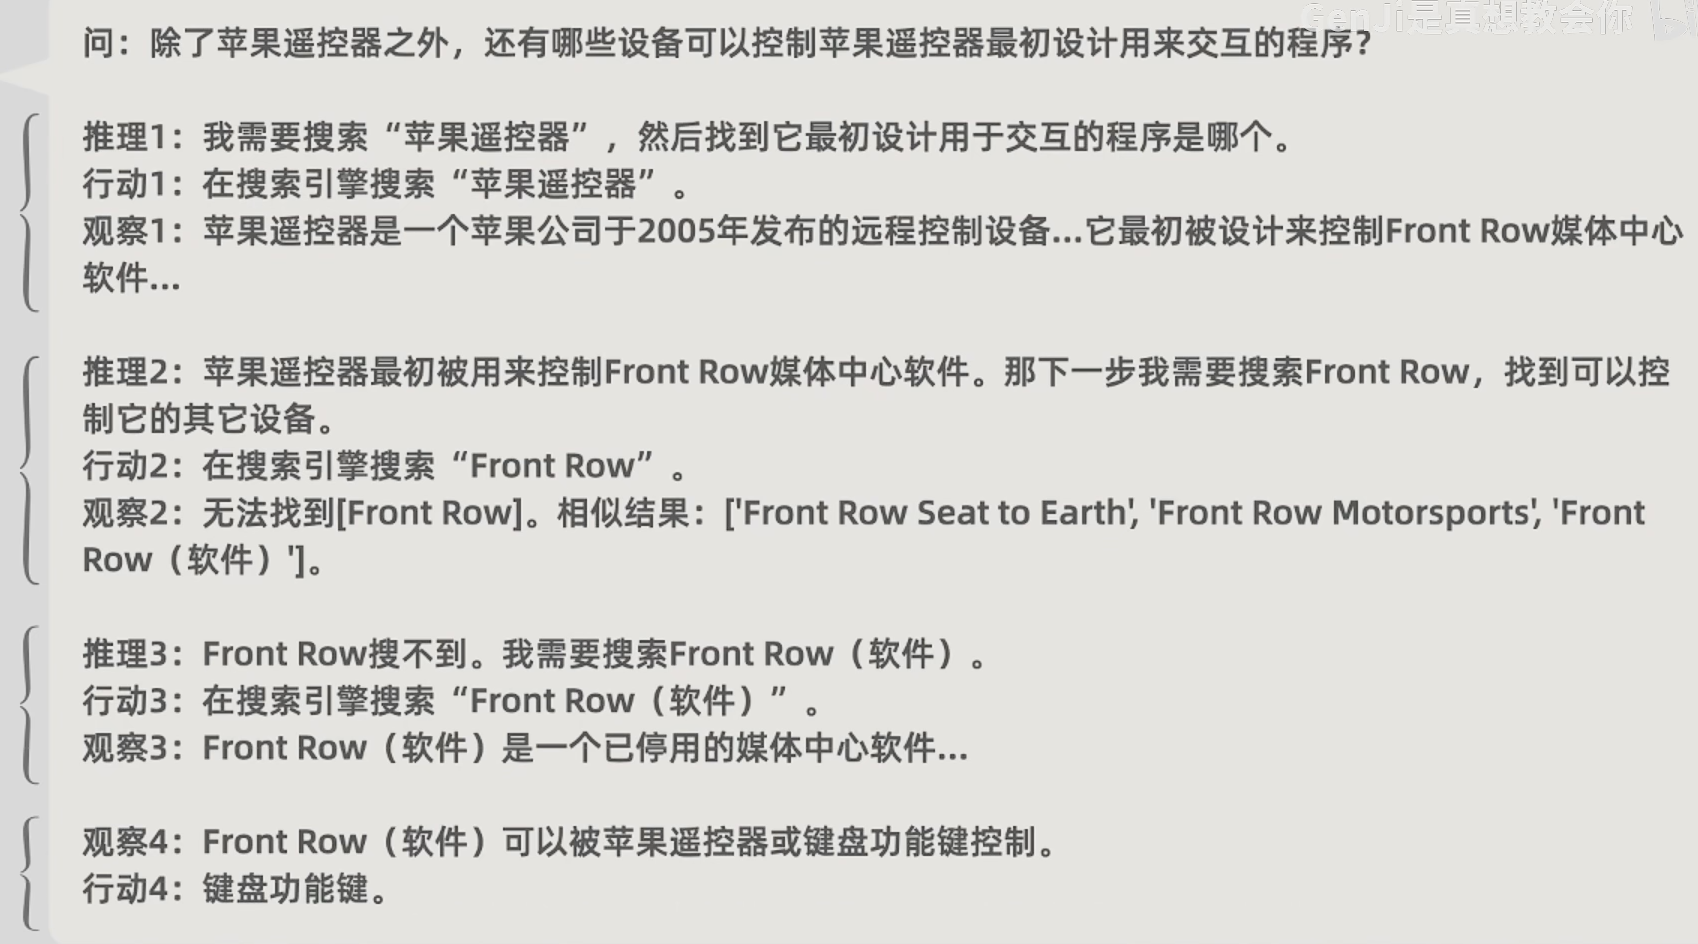 GenJi是真想教会你
问：除了苹果遥控器之外，还有哪些设备可以控制苹果遥控器最初设计用来交互的程序？
推理1：我需要搜索“苹果遥控器”，然后找到它最初设计用于交互的程序是哪个。
行动1：在搜索引擎搜索“苹果遥控器”。
观察1：苹果遥控器是一个苹果公司于2005年发布的远程控制设备...它最初被设计来控制Front Row媒体中心
软件...
推理2：苹果遥控器最初被用来控制Front Row媒体中心软件。那下一步我需要搜索Front Row，找到可以控
制它的其它设备。
行动2：在搜索引擎搜索“Front Row”。
观察2：无法找到[Front Row]。相似结果：['Front Row Seat to Earth', 'Front Row Motorsports', 'Front
Row（软件）']。
推理3：Front Row搜不到。我需要搜索Front Row（软件）。
行动3：在搜索引擎搜索“Front Row（软件）”。
观察3：Front Row（软件）是一个已停用的媒体中心软件...
观察4：Front Row（软件）可以被苹果遥控器或键盘功能键控制。
行动4：键盘功能键。